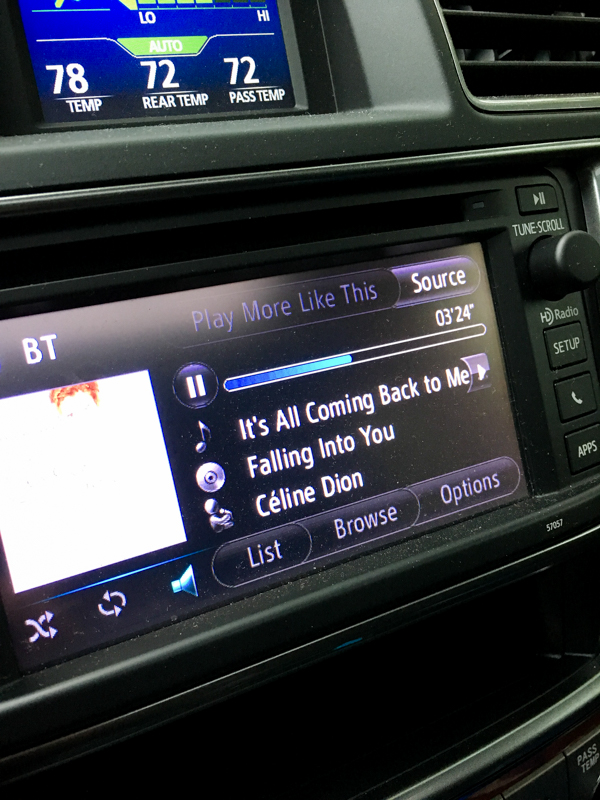 LO HI
AUTO
78 72 72
TEMP REAR TEMP PASS TEMP
TUNE·SCROLL
Play More Like This Source
BT
03'24"
HD Radio
SETUP
It's All Coming Back to Me
Falling Into You
APPS
Céline Dion
List Browse Options
57057
PASS
TEMP